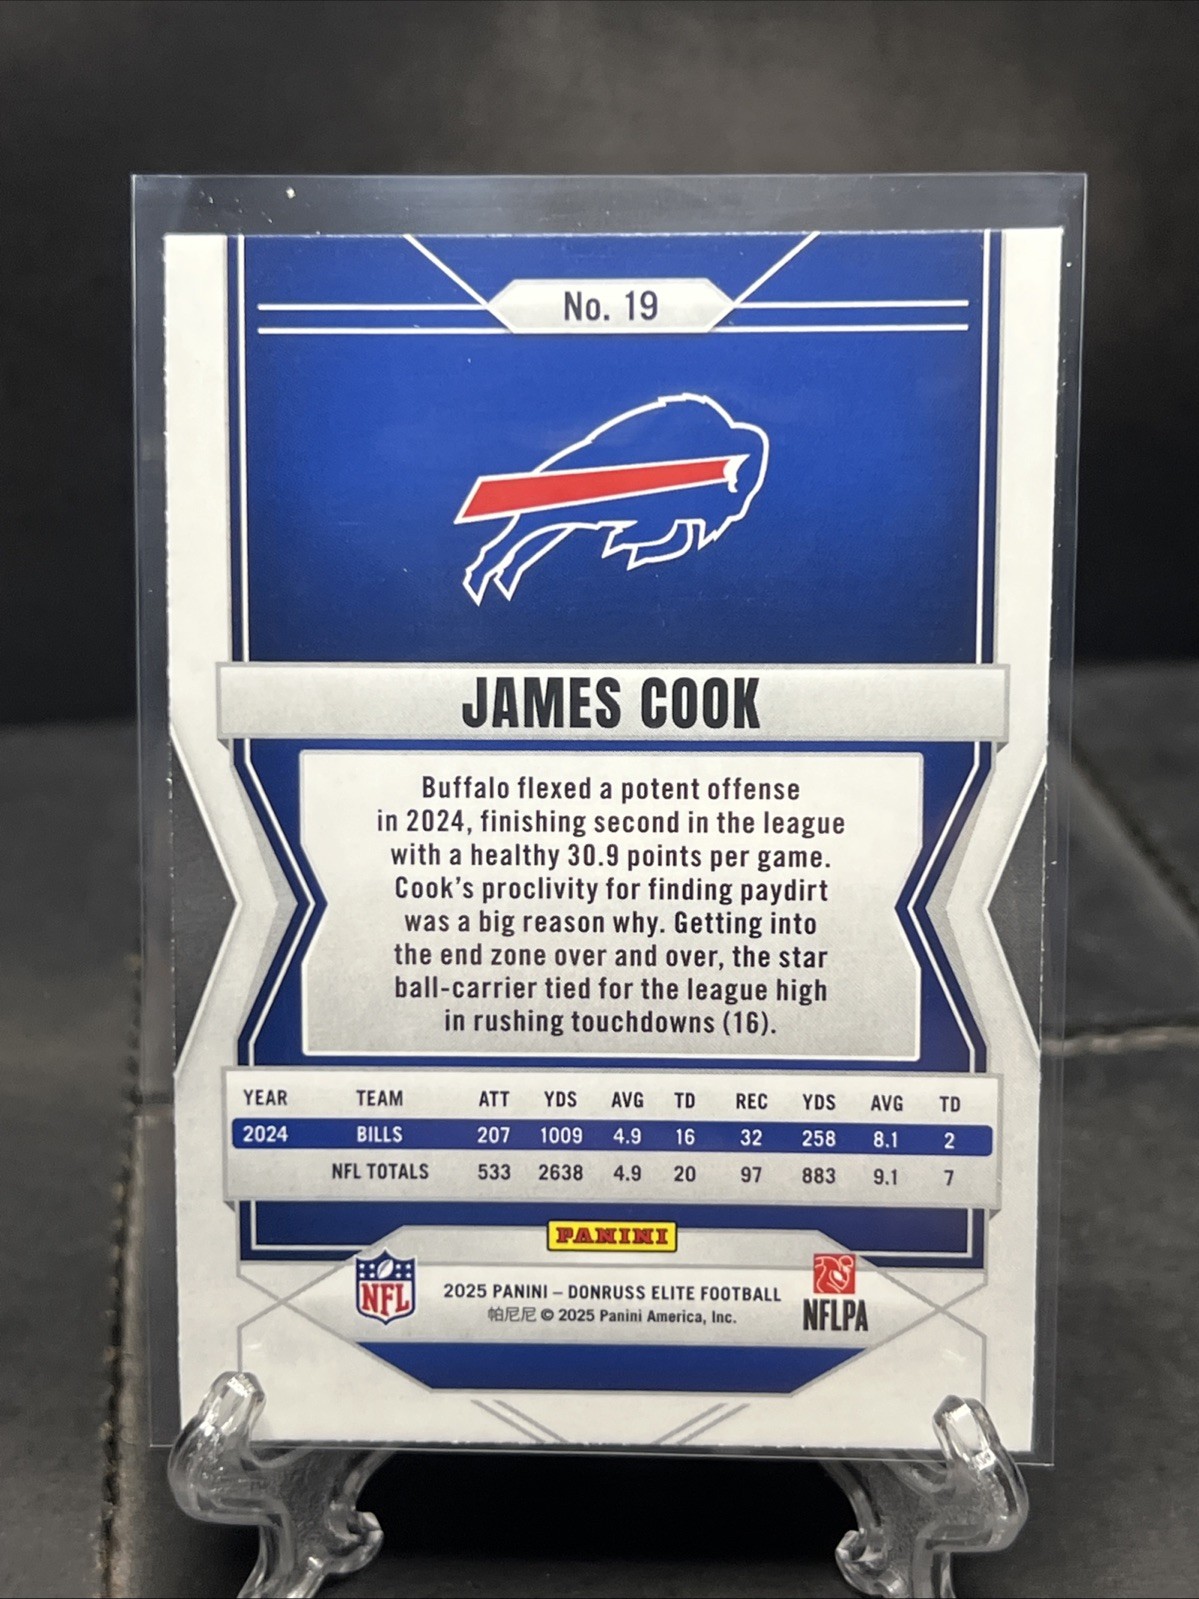 No. 19
JAMES COOK
Buffalo flexed a potent offense
in 2024, finishing second in the league
with a healthy 30.9 points per game.
Cook's proclivity for finding paydirt
was a big reason why. Getting into
the end zone over and over, the star
ball-carrier tied for the league high
in rushing touchdowns (16).
YEAR TEAM ATT YDS AVG TD REC YDS AVG TD
2024 BILLS 207 1009 4.9 16 32 258 8.1 2
NFL TOTALS 533 2638 4.9 20 97 883 9.1 7
PANINI
NFL
2025 PANINI – DONRUSS ELITE FOOTBALL
帕尼尼 © 2025 Panini America, Inc.
NFLPA